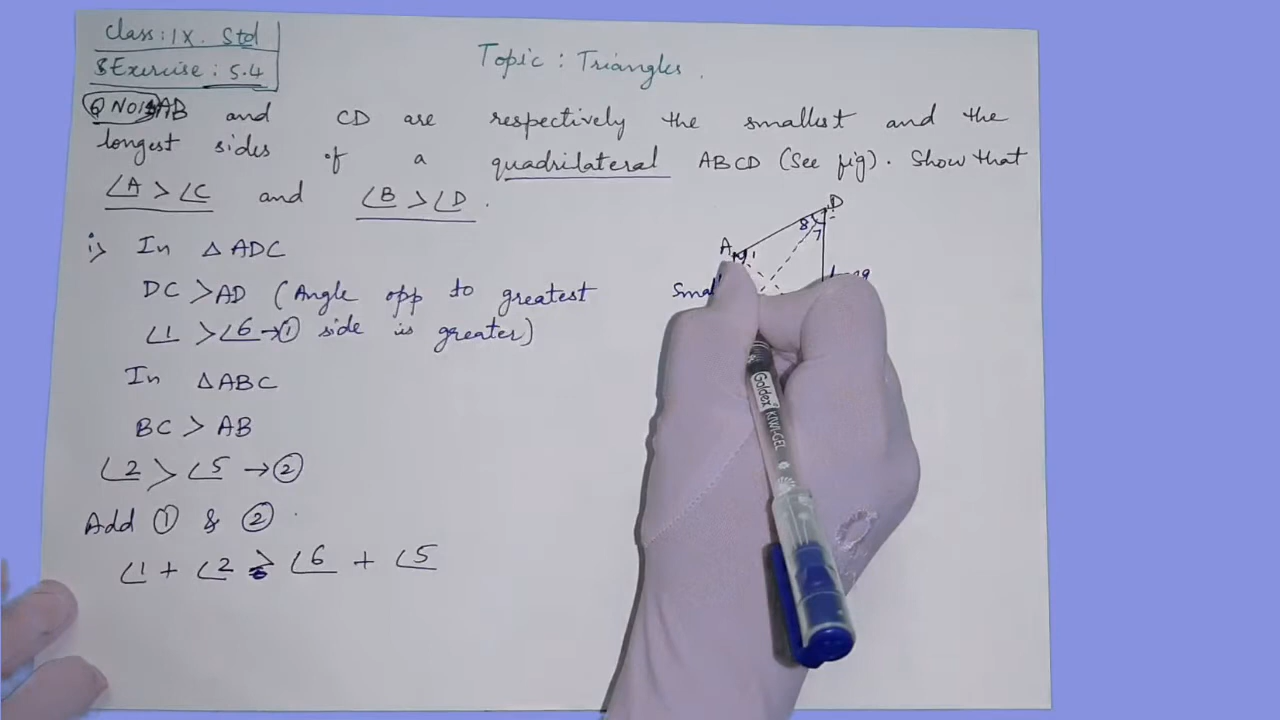 Class: IX. Std
Exercise: 5.4
Topic: Triangles.
Q NO: AB and CD are respectively the smallest and the
longest sides of a quadrilateral ABCD (See fig). Show that
∠A > ∠C and ∠B > ∠D.
i) In △ADC
DC > AD (Angle opp to greatest
∠1 > ∠6 → ① side is greater)
In △ABC
BC > AB
∠2 > ∠5 → ②
Add ① & ②
∠1 + ∠2 > ∠6 + ∠5
D
8
7
A
1
Goldex KIWI-GEL